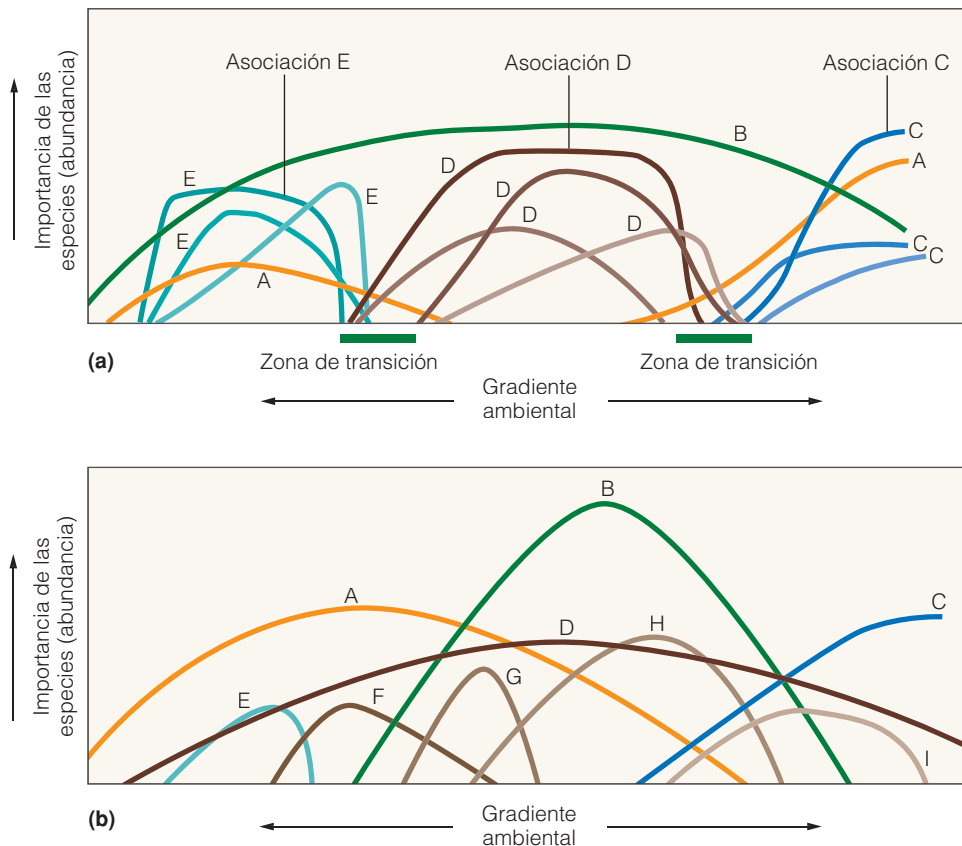 Asociación E
Asociación D
Asociación C
Importancia de las
especies (abundancia)
E
E
E
A
D
D
D
D
B
C
A
C
C
(a)
Zona de transición
Zona de transición
Gradiente
ambiental
Importancia de las
especies (abundancia)
B
A
C
D
H
E
F
G
I
(b)
Gradiente
ambiental